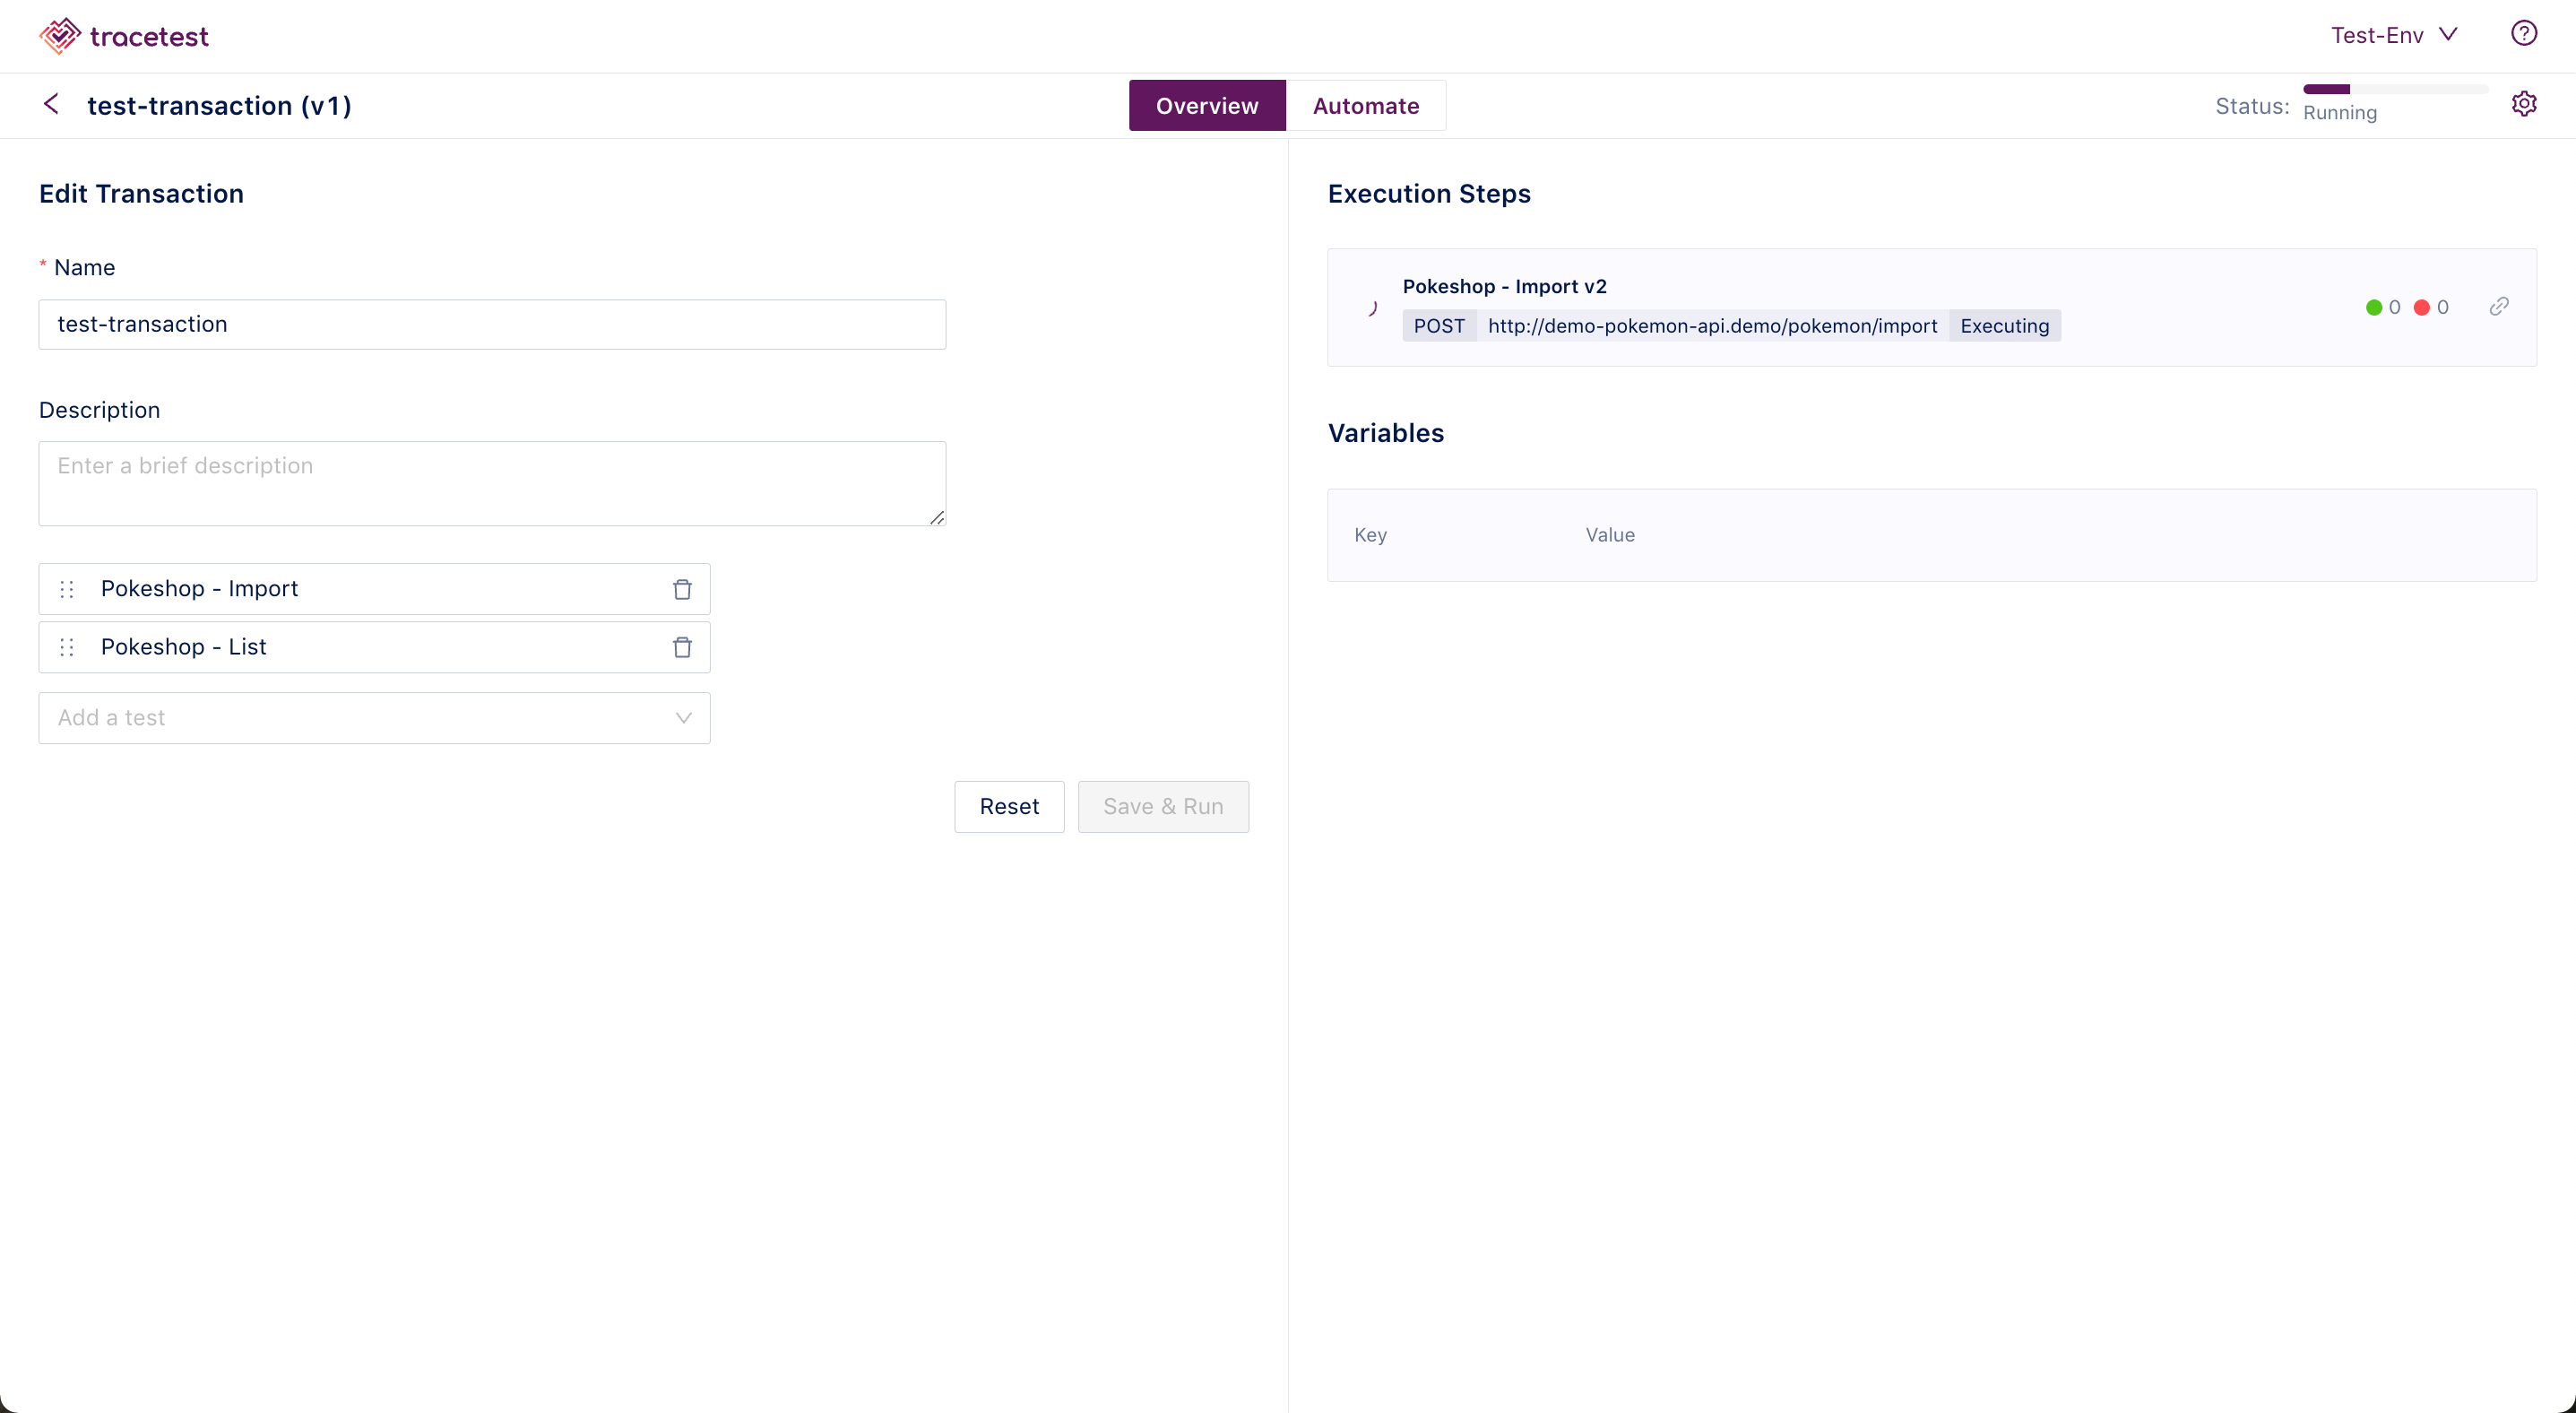 tracetest
Test-Env
test-transaction (v1)
Overview
Automate
Status:
Running
Edit Transaction
* Name
test-transaction
Description
Enter a brief description
Pokeshop - Import
Pokeshop - List
Add a test
Reset
Save & Run
Execution Steps
Pokeshop - Import v2
POST http://demo-pokemon-api.demo/pokemon/import Executing
0 0
Variables
Key Value